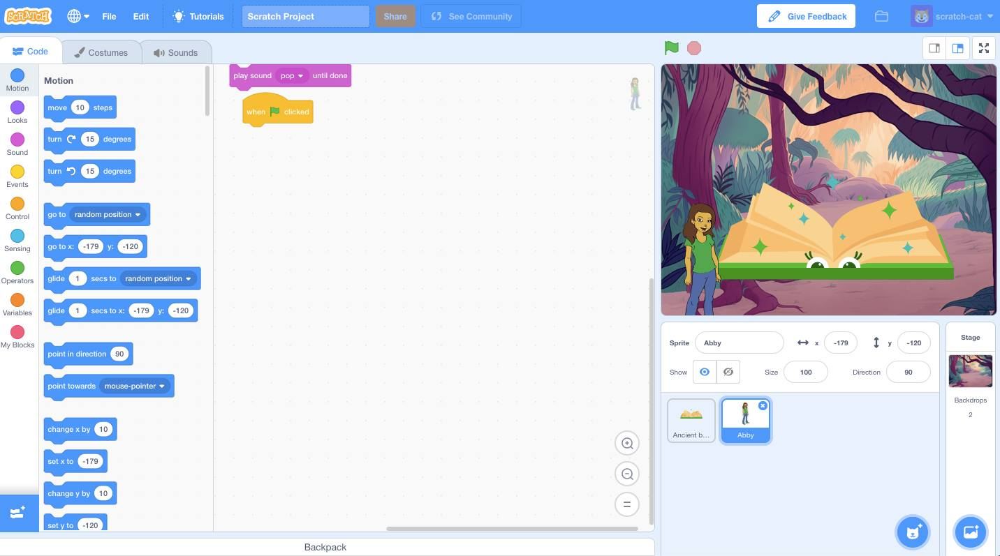 SCRATCH File Edit Tutorials Scratch Project Share See Community Give Feedback scratch-cat
Code Costumes Sounds
Motion
Looks
Sound
Events
Control
Sensing
Operators
Variables
My Blocks
Motion
move 10 steps
turn 15 degrees
turn 15 degrees
go to random position
go to x: -179 y: -120
glide 1 secs to random position
glide 1 secs to x: -179 y: -120
point in direction 90
point towards mouse-pointer
change x by 10
set x to -179
change y by 10
set y to -120
play sound pop until done
when clicked
=
Backpack
Sprite Abby x -179 y -120
Show Size 100 Direction 90
Ancient b... Abby
Stage
Backdrops
2